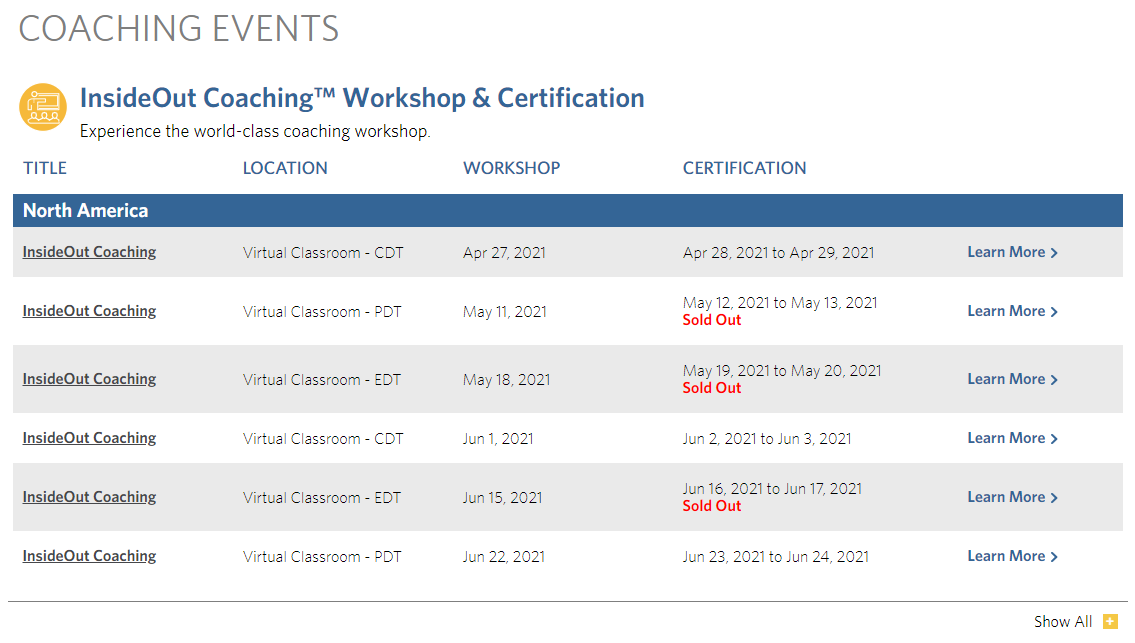 COACHING EVENTS
InsideOut Coaching™ Workshop & Certification
Experience the world-class coaching workshop.
TITLE LOCATION WORKSHOP CERTIFICATION
North America
InsideOut Coaching Virtual Classroom - CDT Apr 27, 2021 Apr 28, 2021 to Apr 29, 2021 Learn More >
InsideOut Coaching Virtual Classroom - PDT May 11, 2021 May 12, 2021 to May 13, 2021 Learn More >
Sold Out
InsideOut Coaching Virtual Classroom - EDT May 18, 2021 May 19, 2021 to May 20, 2021 Learn More >
Sold Out
InsideOut Coaching Virtual Classroom - CDT Jun 1, 2021 Jun 2, 2021 to Jun 3, 2021 Learn More >
InsideOut Coaching Virtual Classroom - EDT Jun 15, 2021 Jun 16, 2021 to Jun 17, 2021 Learn More >
Sold Out
InsideOut Coaching Virtual Classroom - PDT Jun 22, 2021 Jun 23, 2021 to Jun 24, 2021 Learn More >
Show All +